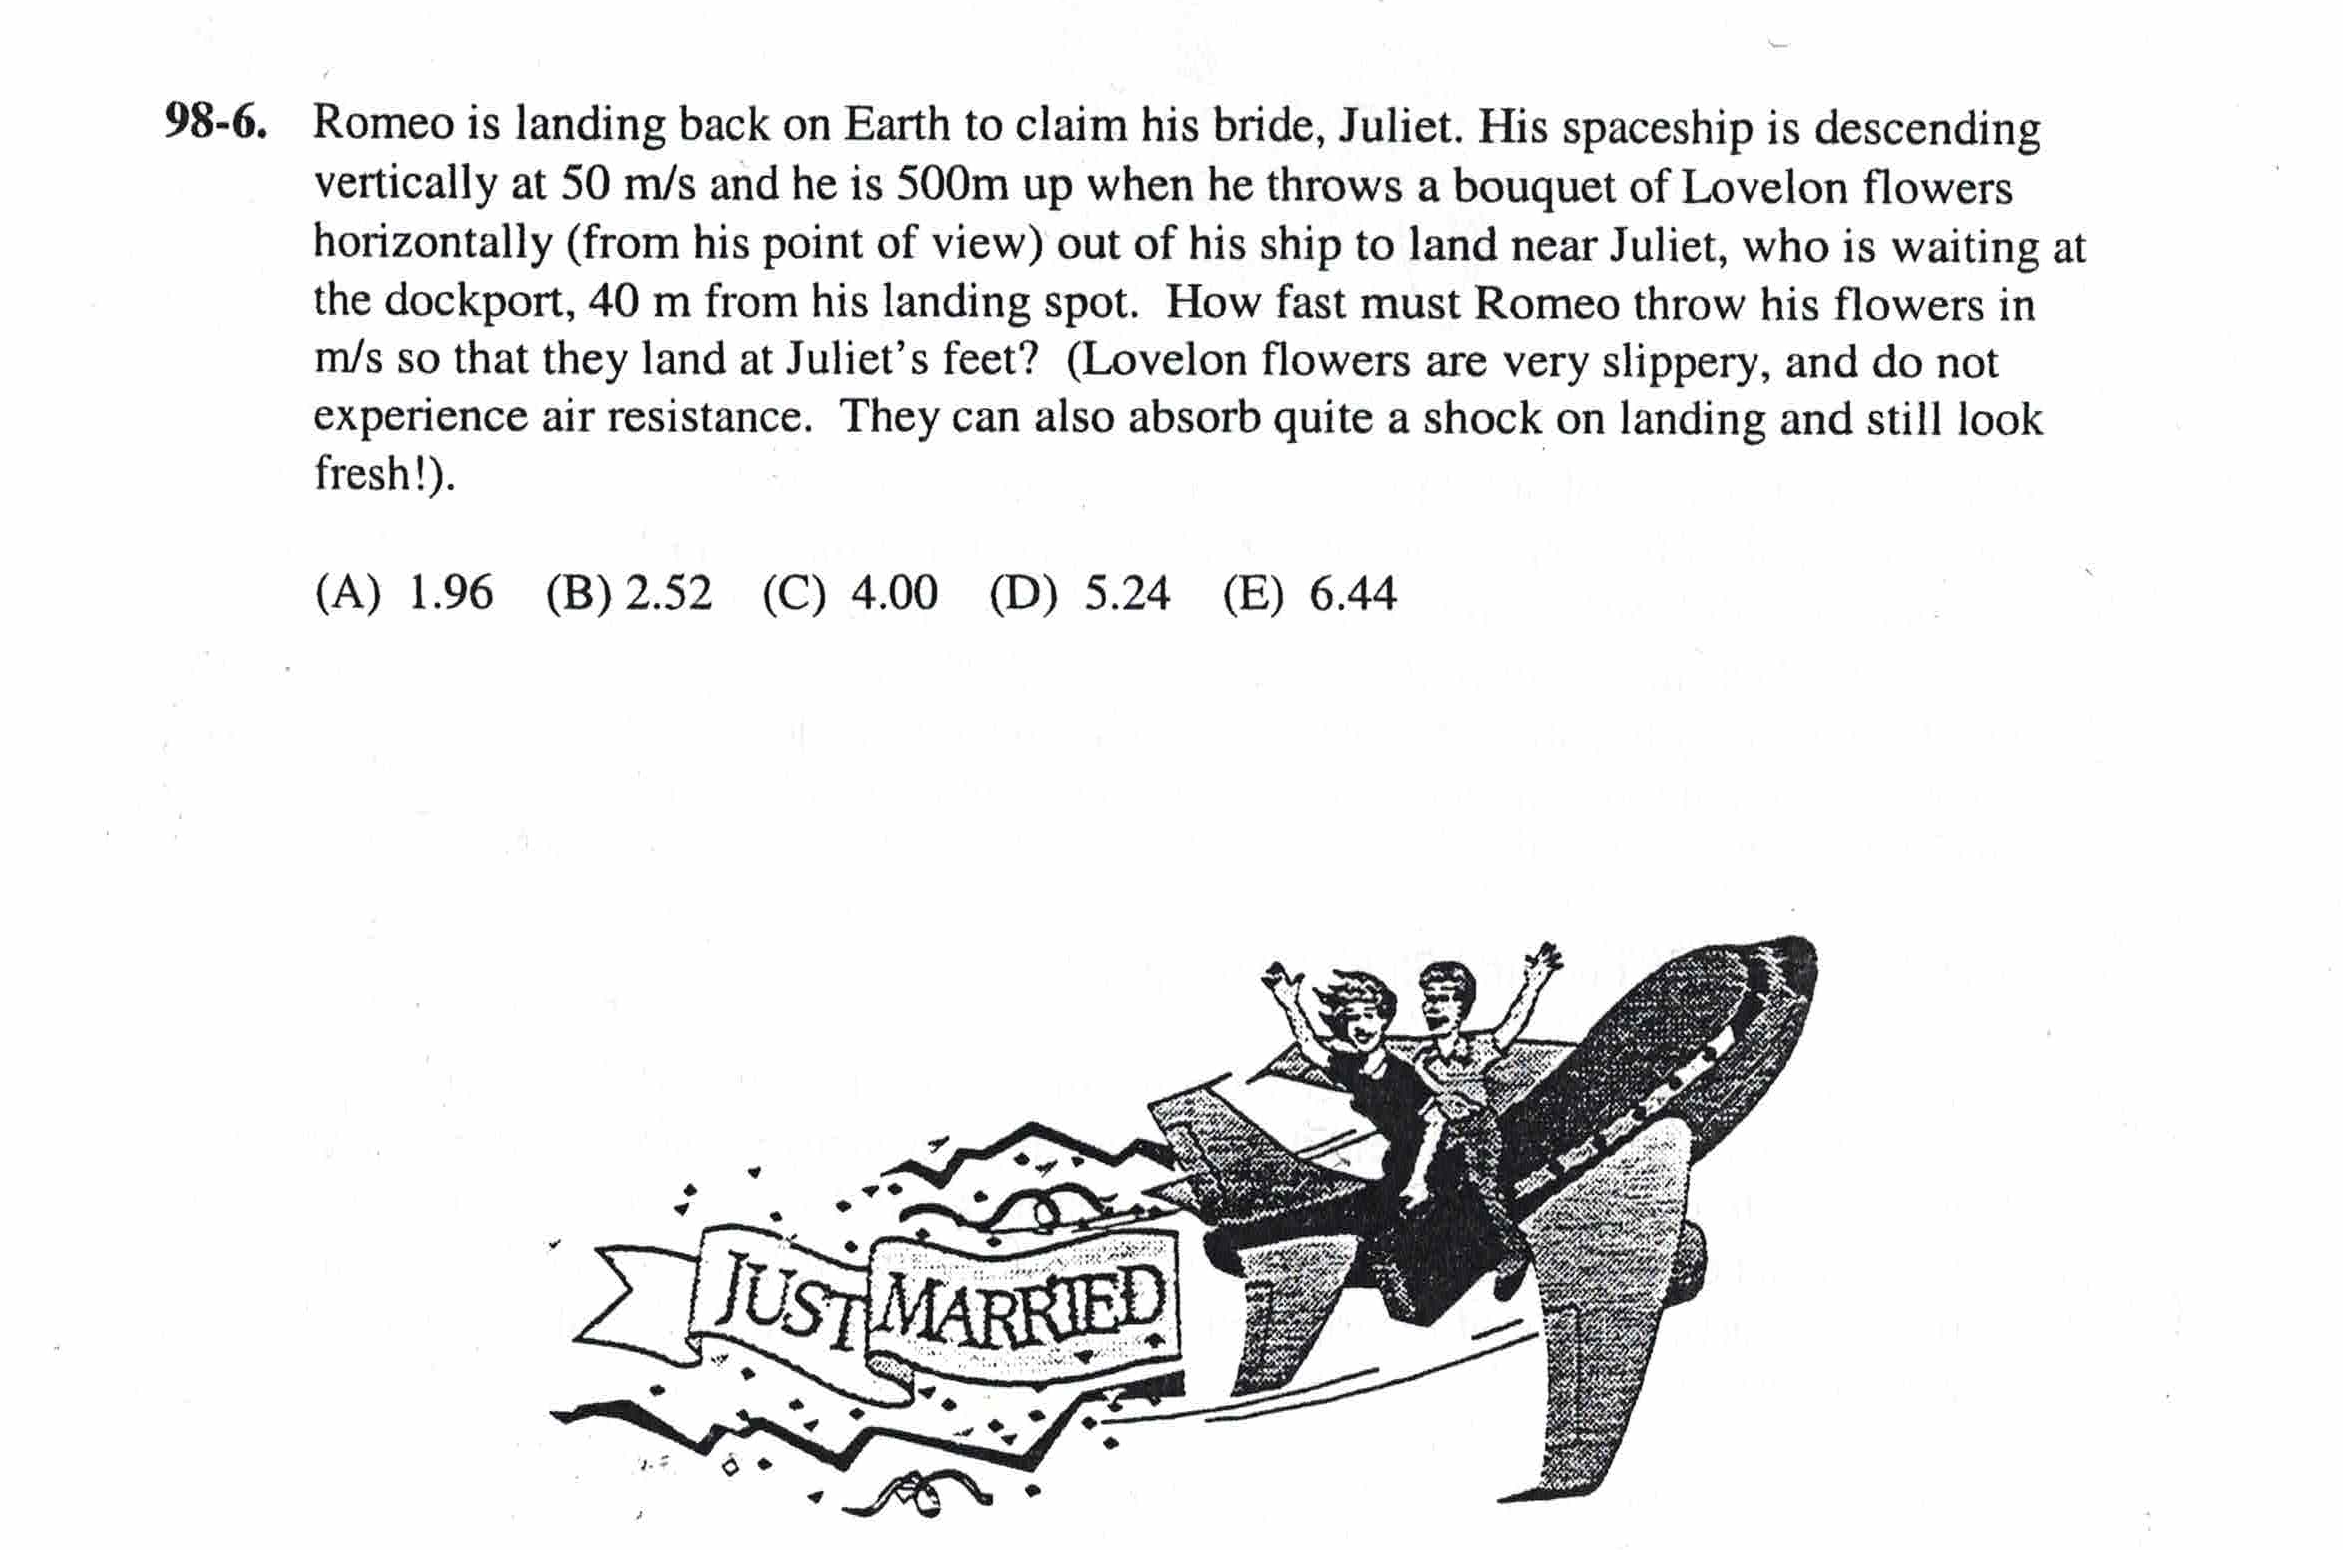 98-6. Romeo is landing back on Earth to claim his bride, Juliet. His spaceship is descending
vertically at 50 m/s and he is 500m up when he throws a bouquet of Lovelon flowers
horizontally (from his point of view) out of his ship to land near Juliet, who is waiting at
the dockport, 40 m from his landing spot. How fast must Romeo throw his flowers in
m/s so that they land at Juliet's feet? (Lovelon flowers are very slippery, and do not
experience air resistance. They can also absorb quite a shock on landing and still look
fresh!).
(A) 1.96 (B) 2.52 (C) 4.00 (D) 5.24 (E) 6.44
JUST MARRIED